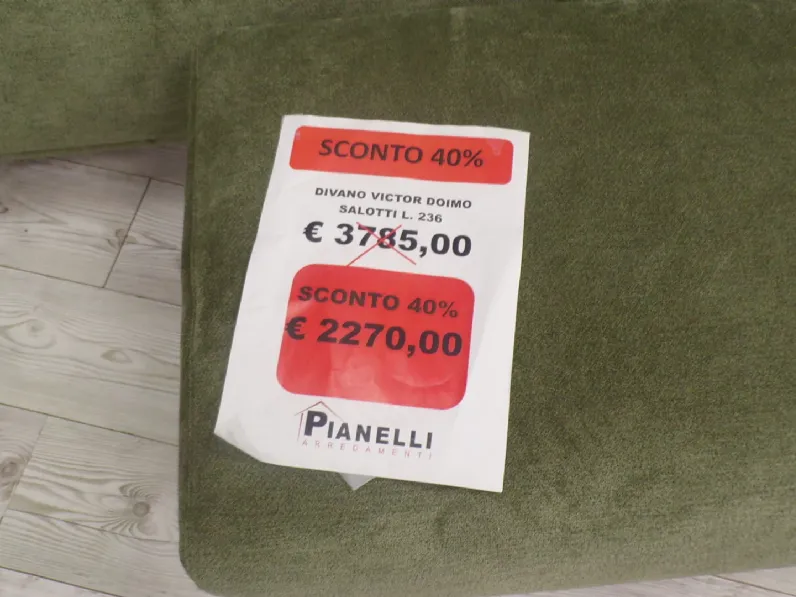 SCONTO 40%
DIVANO VICTOR DOIMO
SALOTTI L. 236
€ 3785,00
SCONTO 40%
€ 2270,00
PIANELLI
ARREDAMENTI